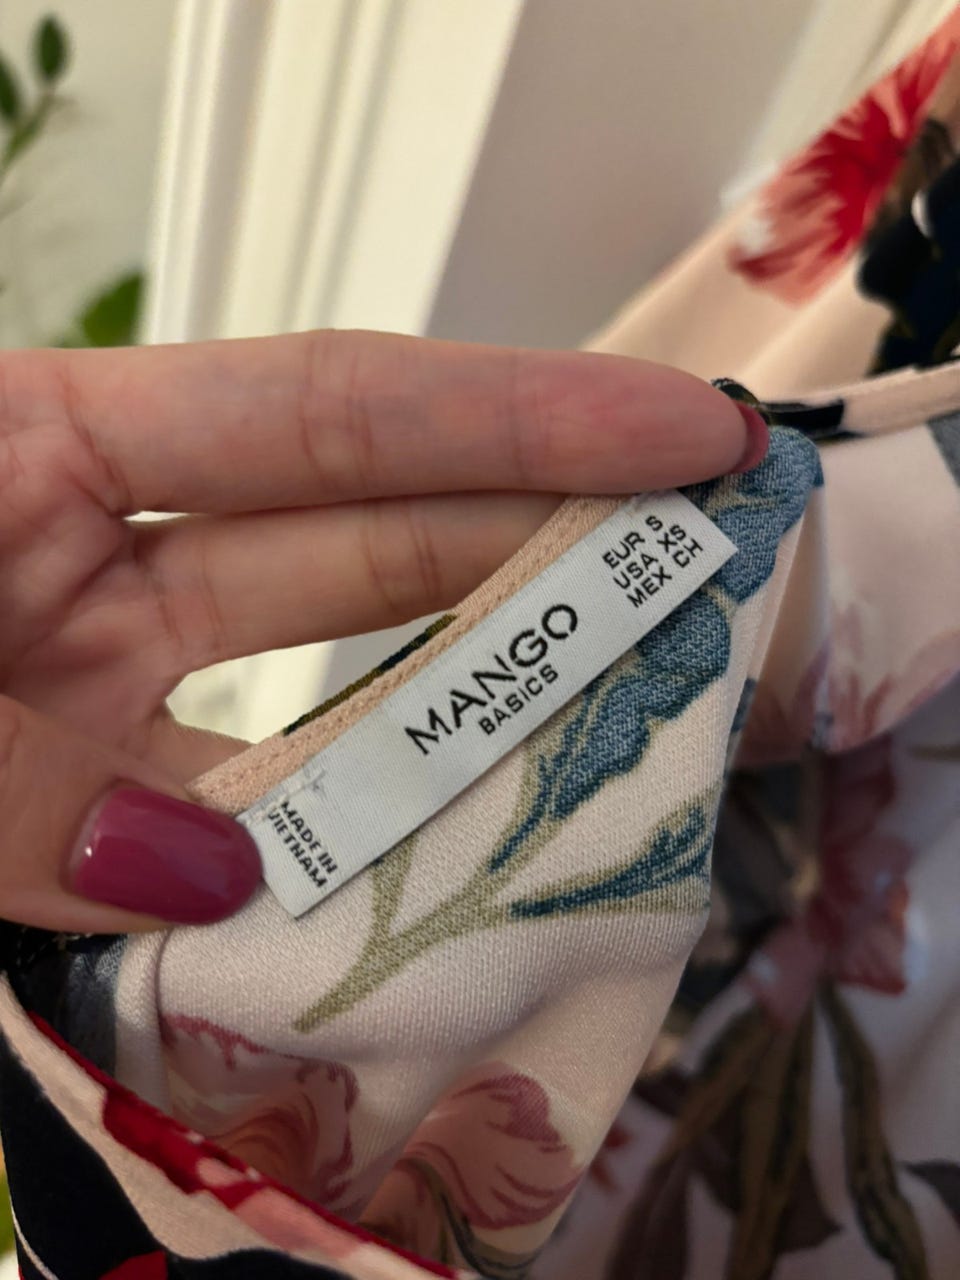 MANGO
BASICS
EUR S
USA XS
MEX CH
MADE IN
VIETNAM